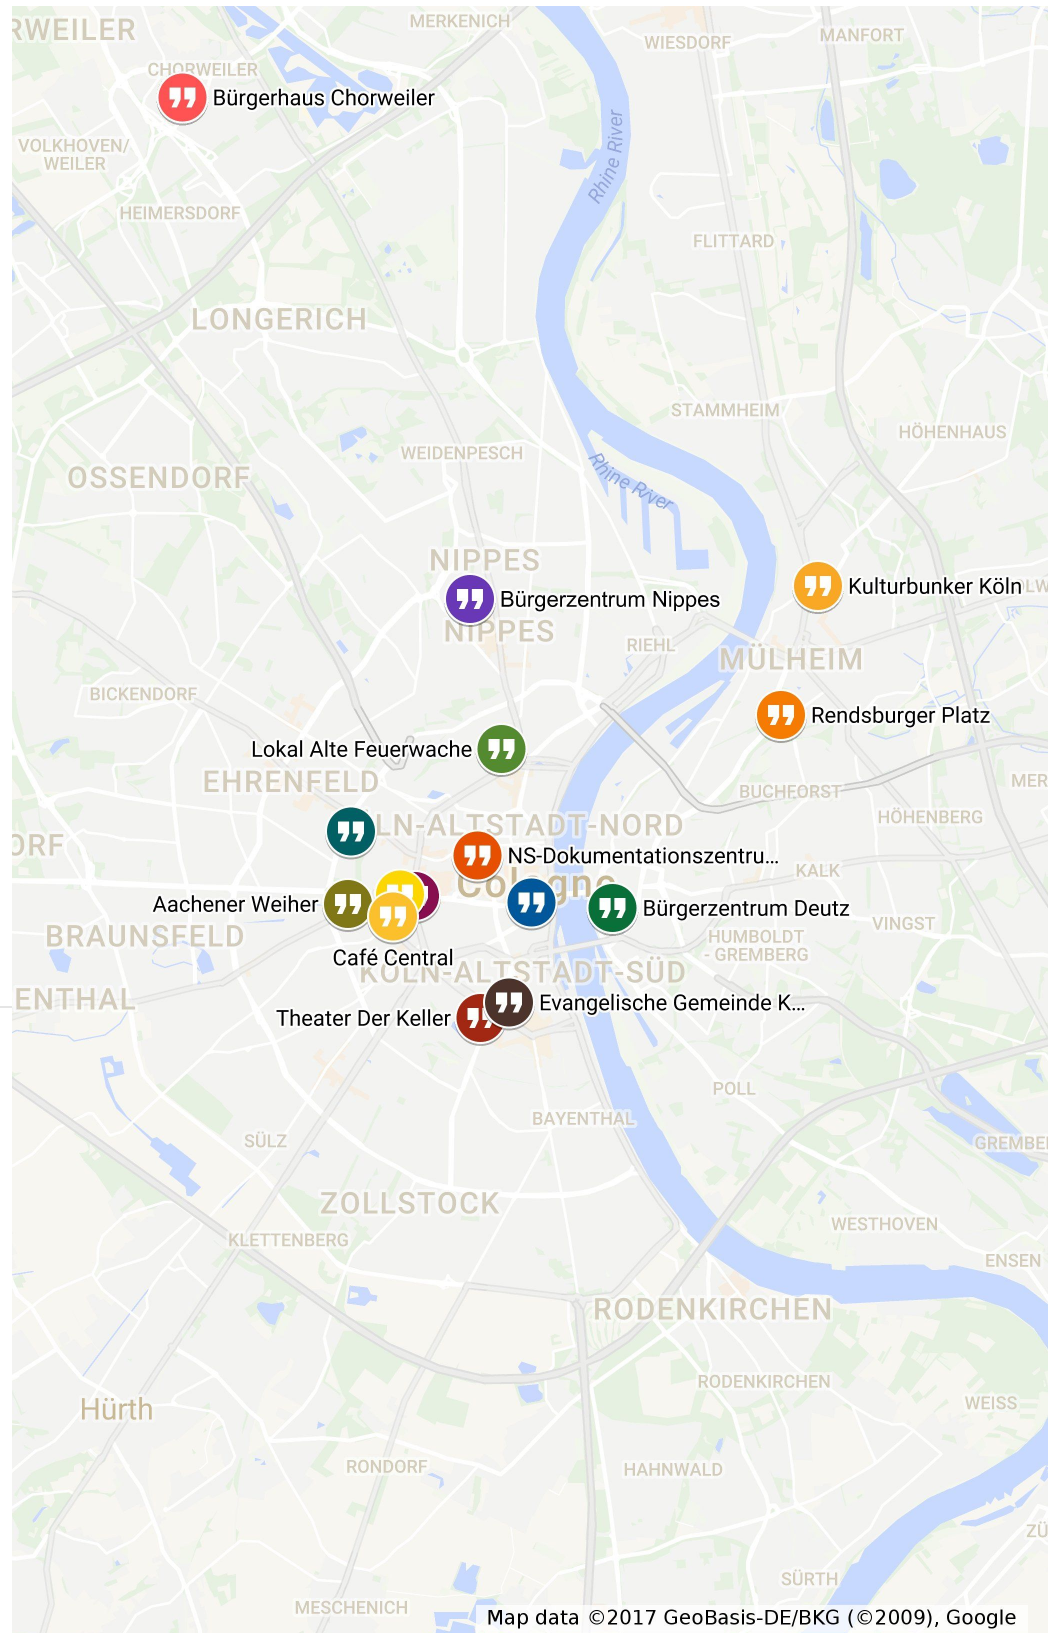 RWEILER
MERKENICH
WIESDORF
MANFORT
CHORWEILER
Bürgerhaus Chorweiler
VOLKHOVEN/
WEILER
Rhine River
HEIMERSDORF
FLITTARD
LONGERICH
STAMMHEIM
HÖHENHAUS
WEIDENPESCH
OSSENDORF
Rhine River
NIPPES
Bürgerzentrum Nippes
Kulturbunker Köln
OLW
NIPPES
RIEHL
MÜLHEIM
BICKENDORF
Rendsburger Platz
Lokal Alte Feuerwache
EHRENFELD
MER
BUCHFORST
HÖHENBERG
LN-ALTSTADT-NORD
ORF
NS-Dokumentationszentru...
KALK
Cologne
Aachener Weiher
Bürgerzentrum Deutz
VINGST
BRAUNSFELD
HUMBOLDT
- GREMBERG
Café Central
KÖLN-ALTSTADT-SÜD
ENTHAL
Evangelische Gemeinde K...
Theater Der Keller
POLL
BAYENTHAL
SÜLZ
GREMBE
ZOLLSTOCK
WESTHOVEN
KLETTENBERG
ENSEN
RODENKIRCHEN
RODENKIRCHEN
Hürth
WEISS
RONDORF
HAHNWALD
ZÜ
SÜRTH
MESCHENICH
Map data ©2017 GeoBasis-DE/BKG (©2009), Google